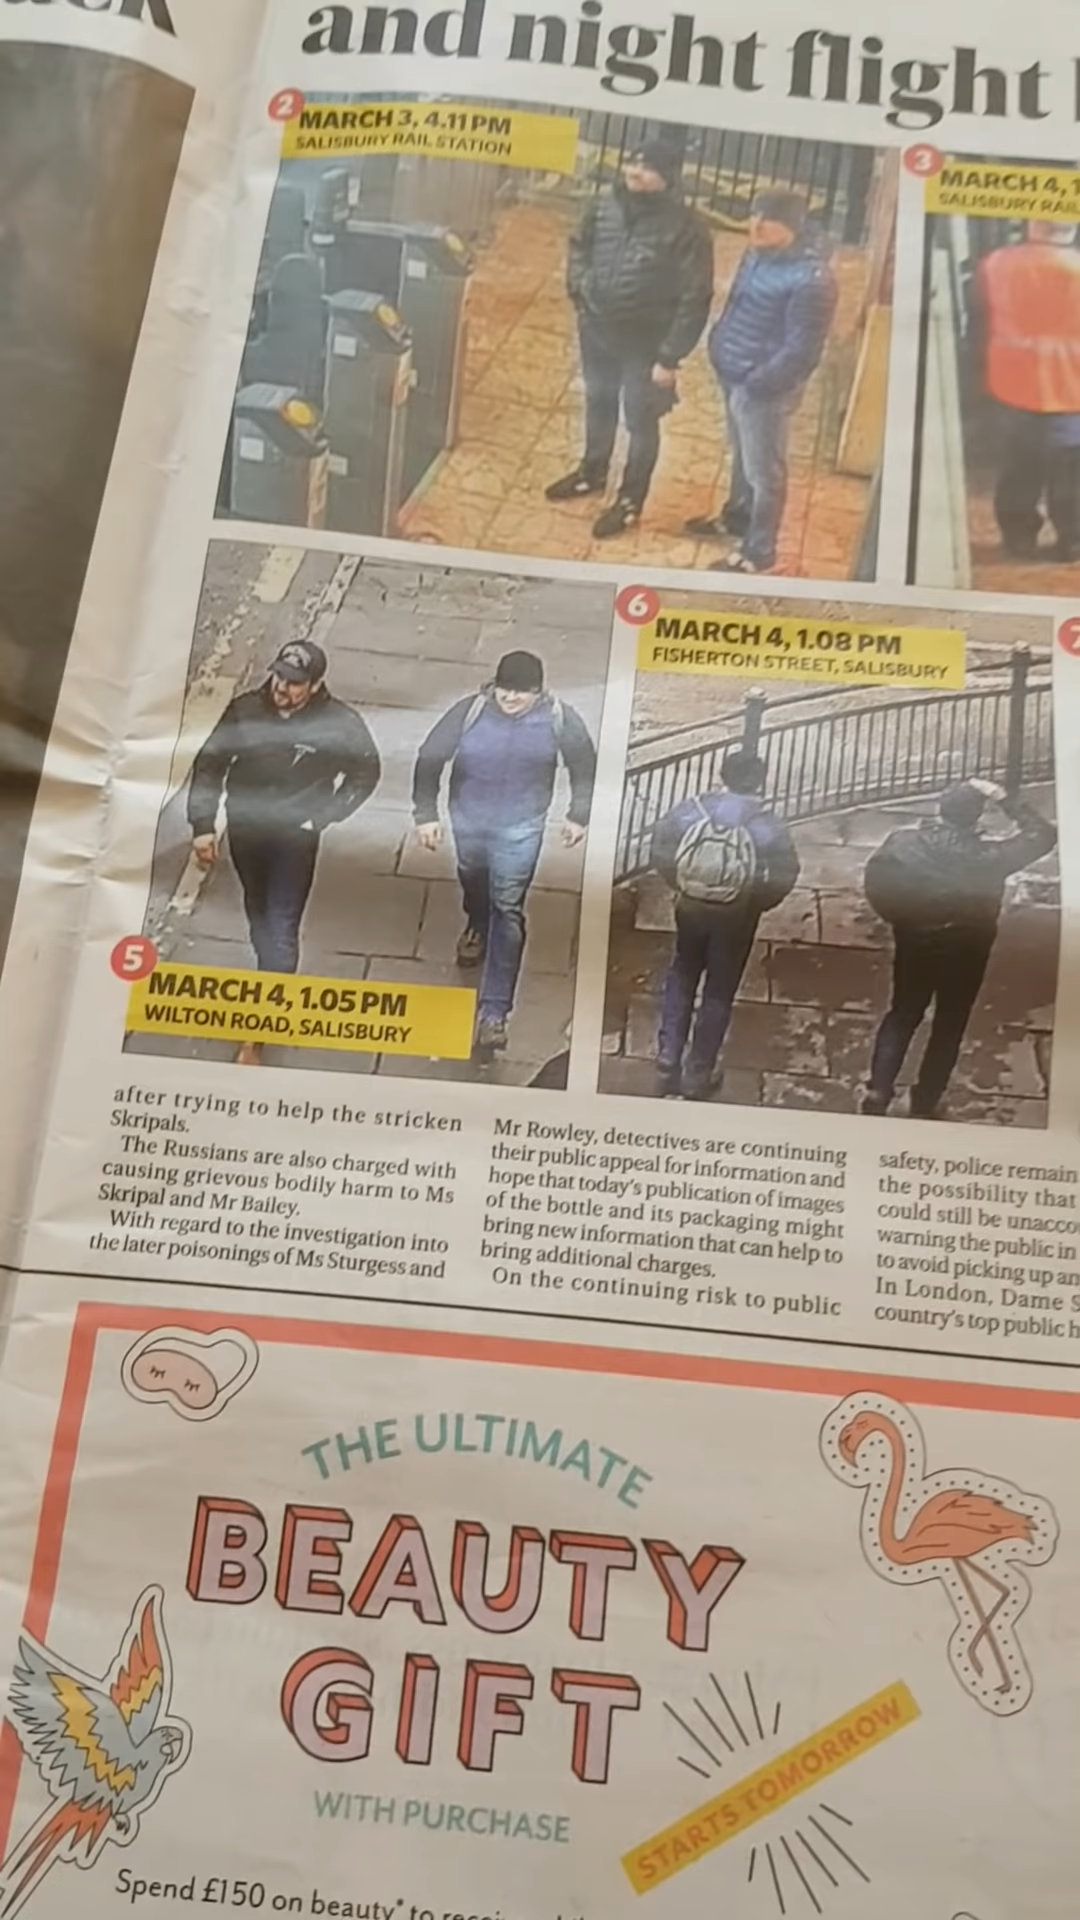 and night flight
2
MARCH 3, 4.11 PM
SALISBURY RAIL STATION
3
MARCH 4, 1
SALISBURY RAIL
5
MARCH 4, 1.05 PM
WILTON ROAD, SALISBURY
6
MARCH 4, 1.08 PM
FISHERTON STREET, SALISBURY
7
after trying to help the stricken
Skripals.
The Russians are also charged with
causing grievous bodily harm to Ms
Skripal and Mr Bailey.
With regard to the investigation into
the later poisonings of Ms Sturgess and
Mr Rowley, detectives are continuing
their public appeal for information and
hope that today's publication of images
of the bottle and its packaging might
bring new information that can help to
bring additional charges.
On the continuing risk to public
safety, police remain
the possibility that
could still be unacco
warning the public in
to avoid picking up an
In London, Dame S
country's top public h
THE ULTIMATE
BEAUTY
GIFT
WITH PURCHASE
STARTS TOMORROW
Spend £150 on beauty* to